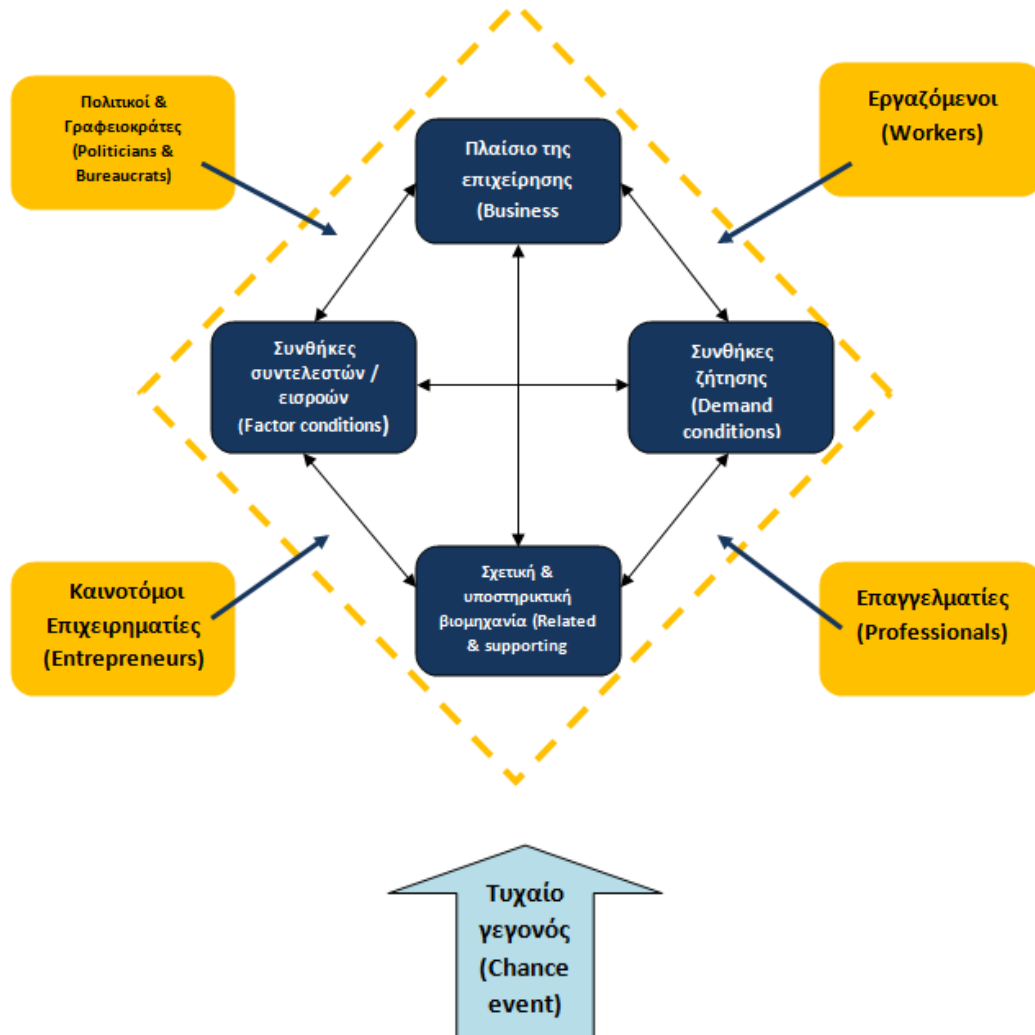 Πολιτικοί &
Γραφειοκράτες
(Politicians &
Bureaucrats)
Εργαζόμενοι
(Workers)
Πλαίσιο της
επιχείρησης
(Business
Συνθήκες
συντελεστών /
εισροών
(Factor conditions)
Συνθήκες
ζήτησης
(Demand
conditions)
Σχετική &
υποστηρικτική
βιομηχανία (Related
& supporting
Καινοτόμοι
Επιχειρηματίες
(Entrepreneurs)
Επαγγελματίες
(Professionals)
Τυχαίο
γεγονός
(Chance
event)